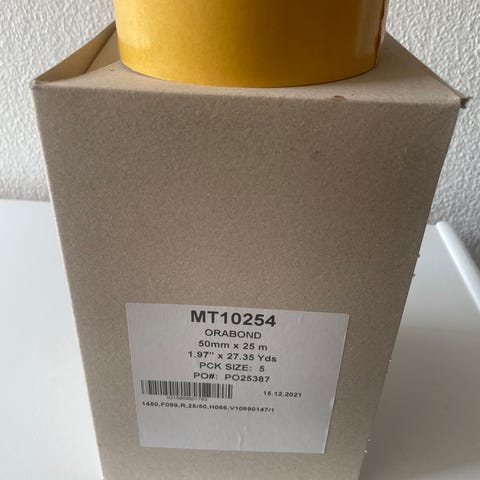 MT10254
ORABOND
50mm x 25 m
1.97" x 27.35 Yds
PCK SIZE: 5
PO#: PO25387
15.12.2021
1450,F099,R,25/50,H066,V10690147/1